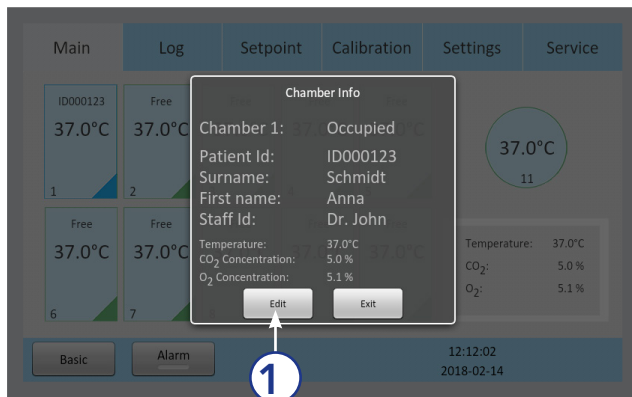 Main Log Setpoint Calibration Settings Service
ID000123
37.0°C
1
Free
37.0°C
2
Free
37.0°C
6
Free
37.0°C
7
Chamber Info
Chamber 1: Occupied
Patient Id: ID000123
Surname: Schmidt
First name: Anna
Staff Id: Dr. John
Temperature: 37.0°C
CO2 Concentration: 5.0 %
O2 Concentration: 5.1 %
Edit Exit
37.0°C
11
Temperature: 37.0°C
CO2: 5.0 %
O2: 5.1 %
Basic Alarm
12:12:02
2018-02-14
1